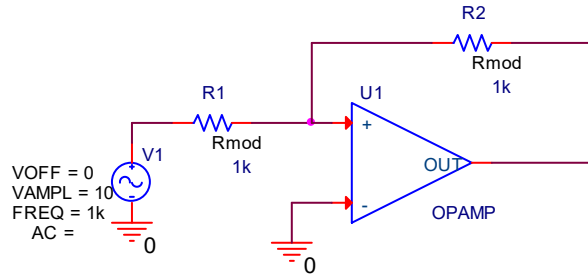 R2
Rmod
1k
R1
Rmod
1k
U1
+
-
OUT
OPAMP
V1
+
-
VOFF = 0
VAMPL = 10
FREQ = 1k
AC =
0
0